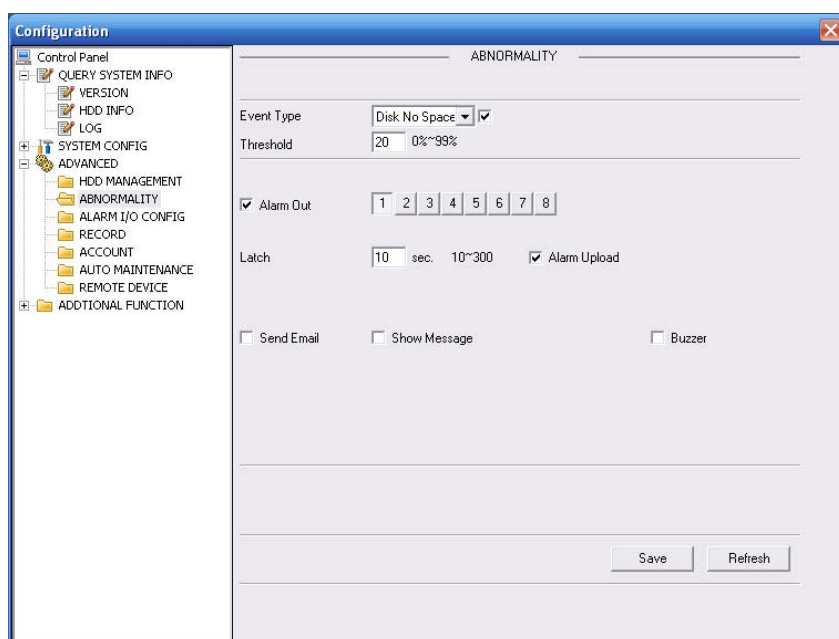 Configuration
Control Panel
QUERY SYSTEM INFO
VERSION
HDD INFO
LOG
SYSTEM CONFIG
ADVANCED
HDD MANAGEMENT
ABNORMALITY
ALARM I/O CONFIG
RECORD
ACCOUNT
AUTO MAINTENANCE
REMOTE DEVICE
ADDTIONAL FUNCTION
ABNORMALITY
Event Type Disk No Space
Threshold 20 0%~99%
Alarm Out 1 2 3 4 5 6 7 8
Latch 10 sec. 10~300 Alarm Upload
Send Email Show Message Buzzer
Save Refresh